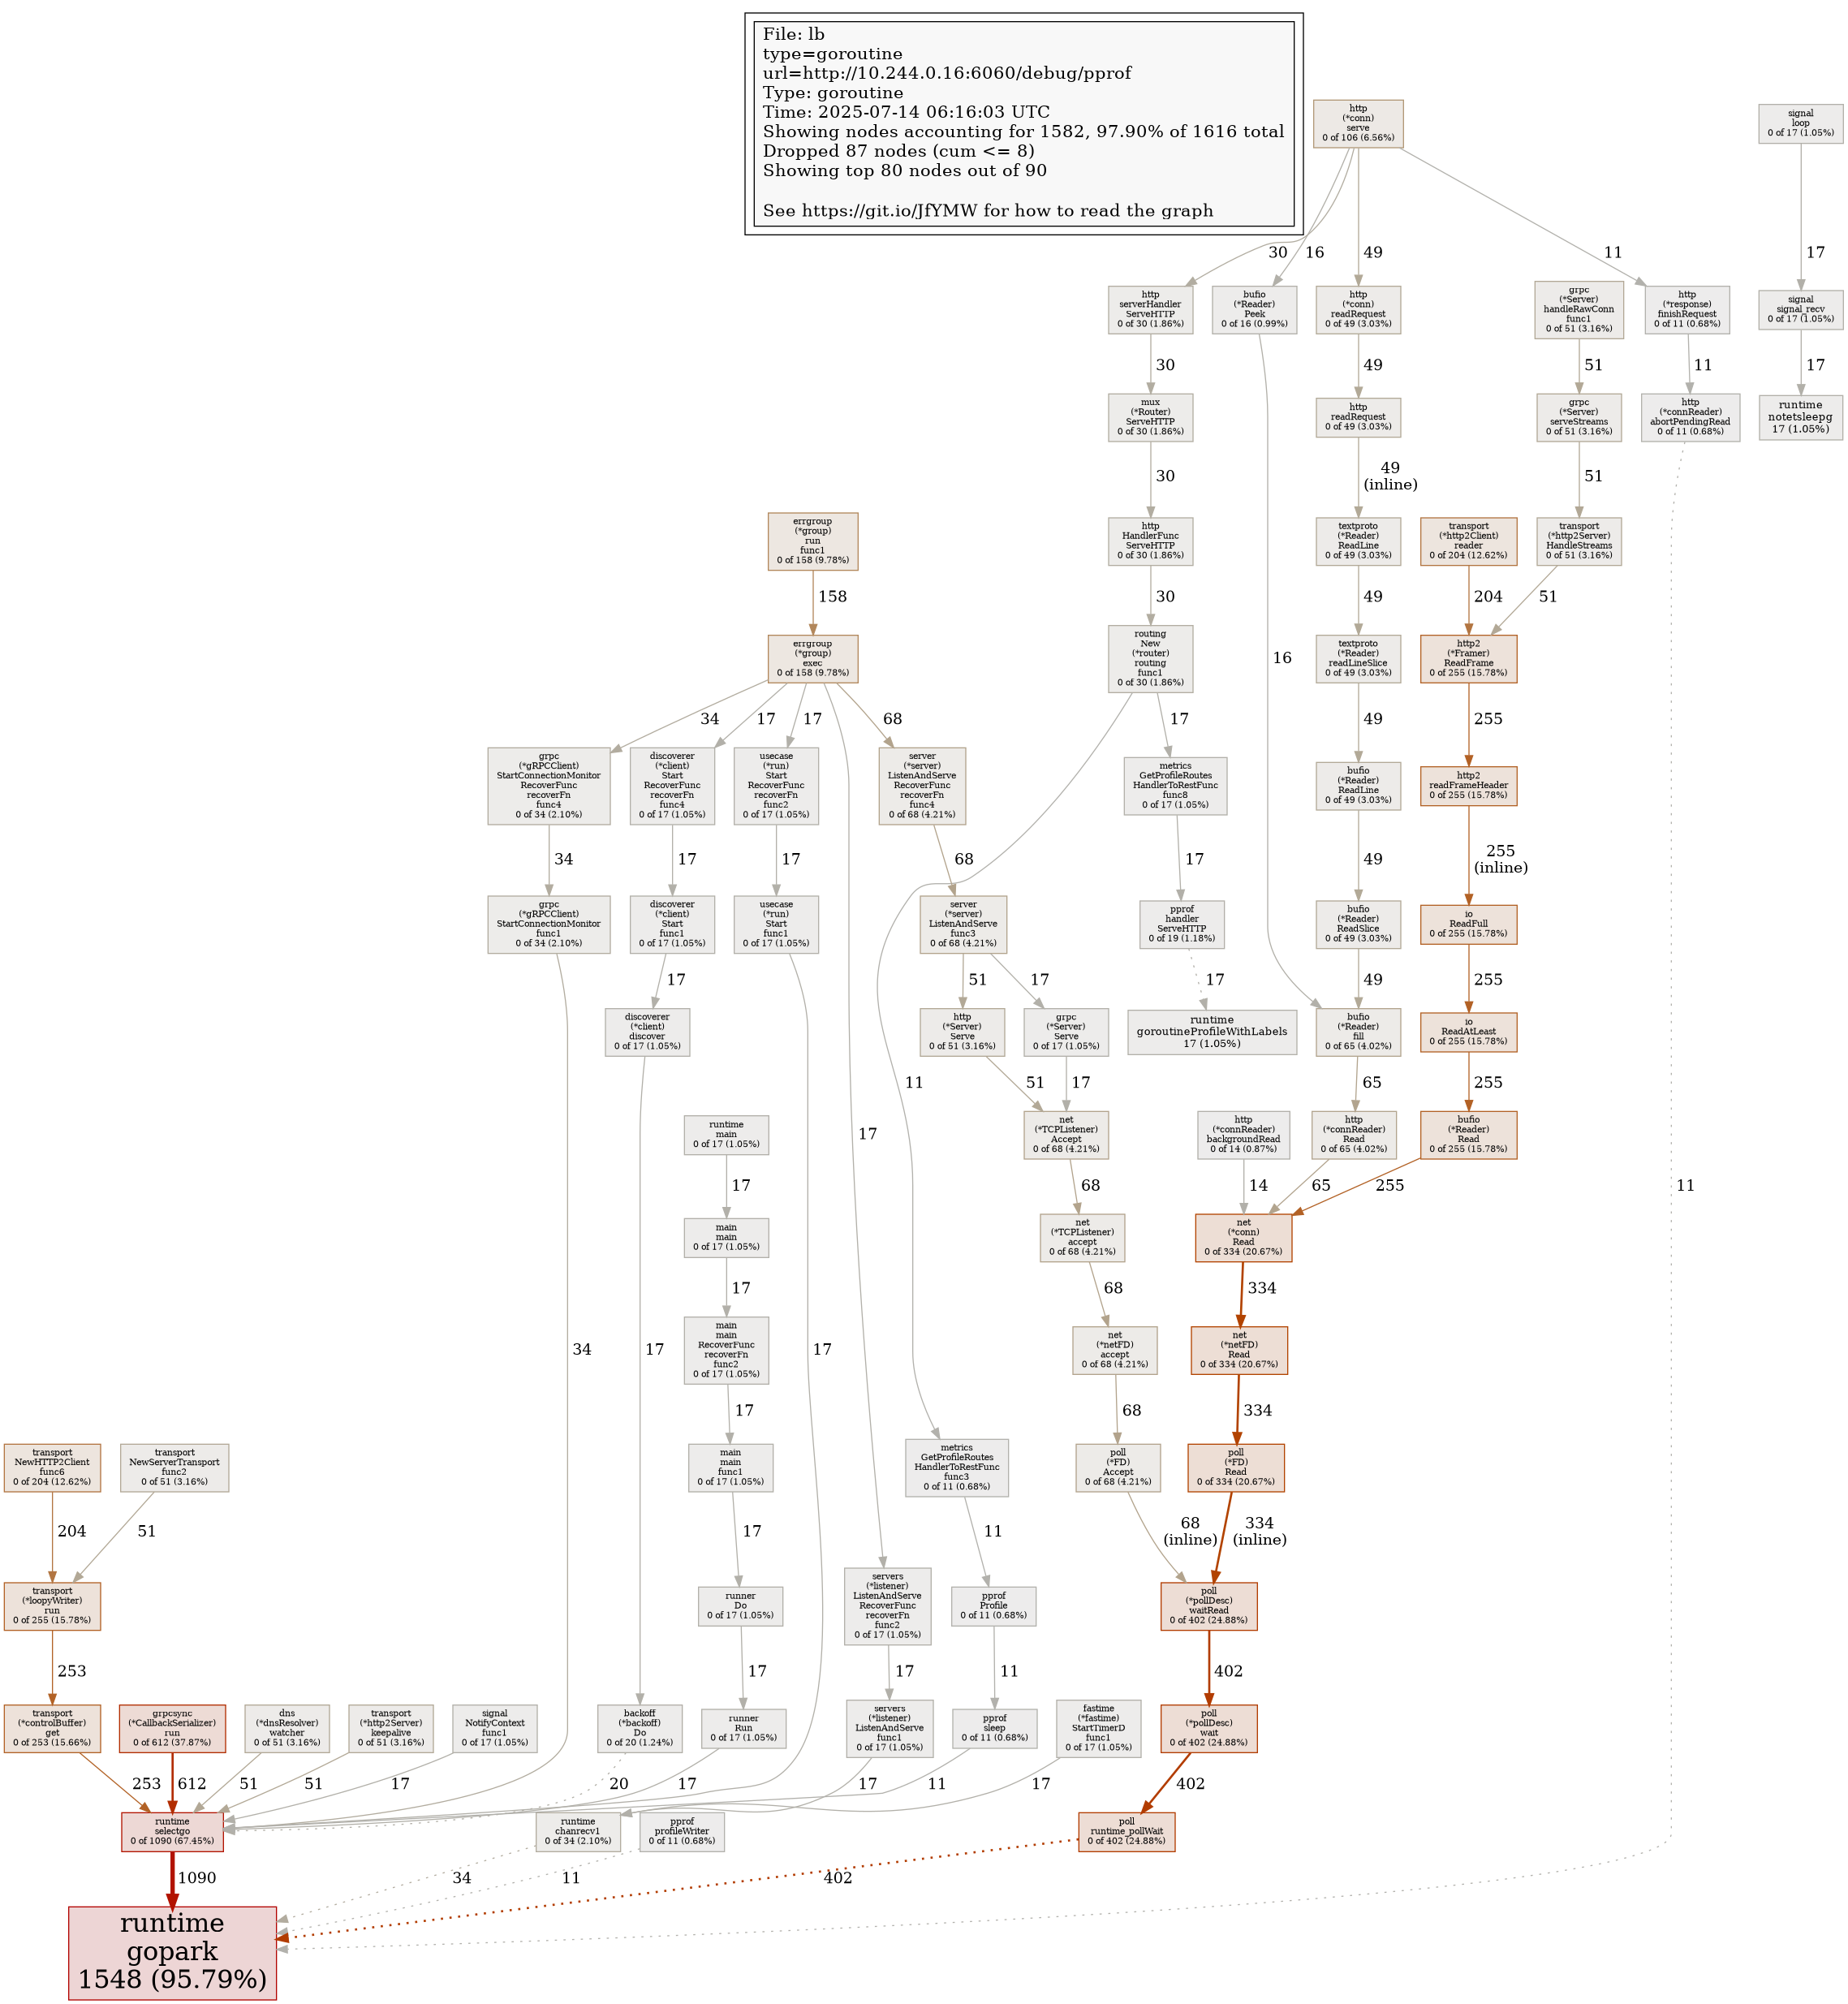 File: lb
type=goroutine
url=http://10.244.0.16:6060/debug/pprof
Type: goroutine
Time: 2025-07-14 06:16:03 UTC
Showing nodes accounting for 1582, 97.90% of 1616 total
Dropped 87 nodes (cum <= 8)
Showing top 80 nodes out of 90
See https://git.io/JfYMW for how to read the graph
http
(*conn)
serve
0 of 106 (6.56%)
signal
loop
0 of 17 (1.05%)
30
16
49
11
17
http
serverHandler
ServeHTTP
0 of 30 (1.86%)
bufio
(*Reader)
Peek
0 of 16 (0.99%)
http
(*conn)
readRequest
0 of 49 (3.03%)
grpc
(*Server)
handleRawConn
func1
0 of 51 (3.16%)
http
(*response)
finishRequest
0 of 11 (0.68%)
signal
signal_recv
0 of 17 (1.05%)
30
49
51
11
17
mux
(*Router)
ServeHTTP
0 of 30 (1.86%)
http
readRequest
0 of 49 (3.03%)
grpc
(*Server)
serveStreams
0 of 51 (3.16%)
http
(*connReader)
abortPendingRead
0 of 11 (0.68%)
runtime
notetsleepg
17 (1.05%)
30
49
(inline)
51
errgroup
(*group)
run
func1
0 of 158 (9.78%)
http
HandlerFunc
ServeHTTP
0 of 30 (1.86%)
textproto
(*Reader)
ReadLine
0 of 49 (3.03%)
transport
(*http2Client)
reader
0 of 204 (12.62%)
transport
(*http2Server)
HandleStreams
0 of 51 (3.16%)
158
30
49
204
51
errgroup
(*group)
exec
0 of 158 (9.78%)
routing
New
(*router)
routing
func1
0 of 30 (1.86%)
16
textproto
(*Reader)
readLineSlice
0 of 49 (3.03%)
http2
(*Framer)
ReadFrame
0 of 255 (15.78%)
34
17
17
68
17
49
255
grpc
(*gRPCClient)
StartConnectionMonitor
RecoverFunc
recoverFn
func4
0 of 34 (2.10%)
discoverer
(*client)
Start
RecoverFunc
recoverFn
func4
0 of 17 (1.05%)
usecase
(*run)
Start
RecoverFunc
recoverFn
func2
0 of 17 (1.05%)
server
(*server)
ListenAndServe
RecoverFunc
recoverFn
func4
0 of 68 (4.21%)
metrics
GetProfileRoutes
HandlerToRestFunc
func8
0 of 17 (1.05%)
bufio
(*Reader)
ReadLine
0 of 49 (3.03%)
http2
readFrameHeader
0 of 255 (15.78%)
34
17
17
68
17
49
255
(inline)
grpc
(*gRPCClient)
StartConnectionMonitor
func1
0 of 34 (2.10%)
discoverer
(*client)
Start
func1
0 of 17 (1.05%)
usecase
(*run)
Start
func1
0 of 17 (1.05%)
server
(*server)
ListenAndServe
func3
0 of 68 (4.21%)
pprof
handler
ServeHTTP
0 of 19 (1.18%)
bufio
(*Reader)
ReadSlice
0 of 49 (3.03%)
io
ReadFull
0 of 255 (15.78%)
17
51
17
17
49
255
discoverer
(*client)
discover
0 of 17 (1.05%)
http
(*Server)
Serve
0 of 51 (3.16%)
grpc
(*Server)
Serve
0 of 17 (1.05%)
runtime
goroutineProfileWithLabels
17 (1.05%)
bufio
(*Reader)
fill
0 of 65 (4.02%)
io
ReadAtLeast
0 of 255 (15.78%)
11
51
17
65
255
runtime
main
0 of 17 (1.05%)
17
net
(*TCPListener)
Accept
0 of 68 (4.21%)
http
(*connReader)
backgroundRead
0 of 14 (0.87%)
http
(*connReader)
Read
0 of 65 (4.02%)
bufio
(*Reader)
Read
0 of 255 (15.78%)
17
68
14
65
255
11
main
main
0 of 17 (1.05%)
net
(*TCPListener)
accept
0 of 68 (4.21%)
net
(*conn)
Read
0 of 334 (20.67%)
17
68
334
34
17
main
main
RecoverFunc
recoverFn
func2
0 of 17 (1.05%)
17
net
(*netFD)
accept
0 of 68 (4.21%)
net
(*netFD)
Read
0 of 334 (20.67%)
17
68
334
transport
NewHTTP2Client
func6
0 of 204 (12.62%)
transport
NewServerTransport
func2
0 of 51 (3.16%)
main
main
func1
0 of 17 (1.05%)
metrics
GetProfileRoutes
HandlerToRestFunc
func3
0 of 11 (0.68%)
poll
(*FD)
Accept
0 of 68 (4.21%)
poll
(*FD)
Read
0 of 334 (20.67%)
204
51
17
11
68
(inline)
334
(inline)
transport
(*loopyWriter)
run
0 of 255 (15.78%)
runner
Do
0 of 17 (1.05%)
servers
(*listener)
ListenAndServe
RecoverFunc
recoverFn
func2
0 of 17 (1.05%)
pprof
Profile
0 of 11 (0.68%)
poll
(*pollDesc)
waitRead
0 of 402 (24.88%)
253
17
17
11
402
transport
(*controlBuffer)
get
0 of 253 (15.66%)
grpcsync
(*CallbackSerializer)
run
0 of 612 (37.87%)
dns
(*dnsResolver)
watcher
0 of 51 (3.16%)
transport
(*http2Server)
keepalive
0 of 51 (3.16%)
signal
NotifyContext
func1
0 of 17 (1.05%)
backoff
(*backoff)
Do
0 of 20 (1.24%)
runner
Run
0 of 17 (1.05%)
servers
(*listener)
ListenAndServe
func1
0 of 17 (1.05%)
pprof
sleep
0 of 11 (0.68%)
fastime
(*fastime)
StartTimerD
func1
0 of 17 (1.05%)
poll
(*pollDesc)
wait
0 of 402 (24.88%)
253
612
51
51
17
20
17
17
11
17
402
runtime
selectgo
0 of 1090 (67.45%)
runtime
chanrecv1
0 of 34 (2.10%)
pprof
profileWriter
0 of 11 (0.68%)
poll
runtime_pollWait
0 of 402 (24.88%)
1090
34
11
402
runtime
gopark
1548 (95.79%)